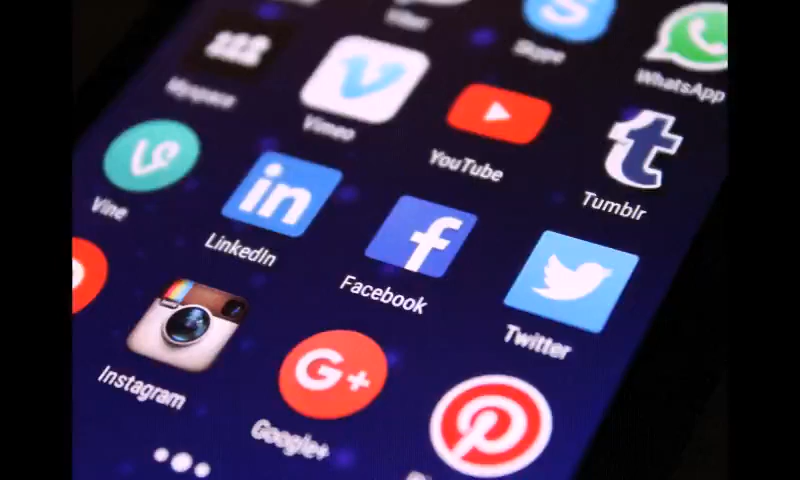 Viber
Skype
WhatsApp
Myspace
Vimeo
YouTube
Tumblr
Vine
LinkedIn
in
Facebook
f
Twitter
Instagram
Google+
G+